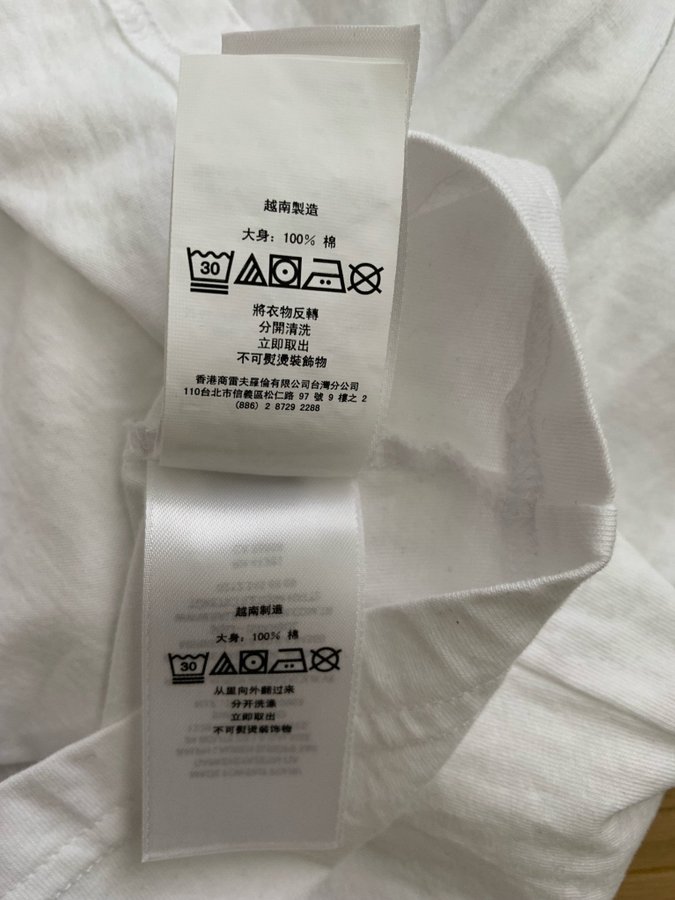 越南製造
大身: 100% 棉
30
將衣物反轉
分開清洗
立即取出
不可熨燙裝飾物
香港商雷夫羅倫有限公司台灣分公司
110台北市信義區松仁路 97 號 9 樓之 2
(886) 2 8729 2288
越南制造
大身: 100% 棉
30
从里向外翻过来
分开洗涤
立即取出
不可熨烫装饰物